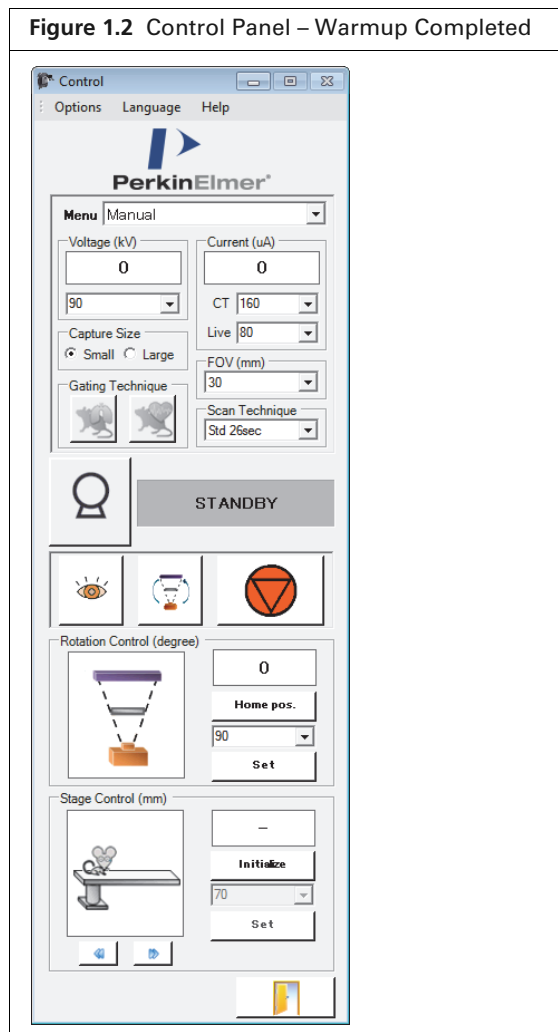 Figure 1.2 Control Panel – Warmup Completed
Control
Options Language Help
PerkinElmer®
Menu Manual
Voltage (kV) Current (uA)
0 0
90 CT 160
Capture Size Live 80
Small Large FOV (mm)
Gating Technique 30
Scan Technique
Std 26sec
STANDBY
Rotation Control (degree)
0
Home pos.
90
Set
Stage Control (mm)
–
Initialize
70
Set